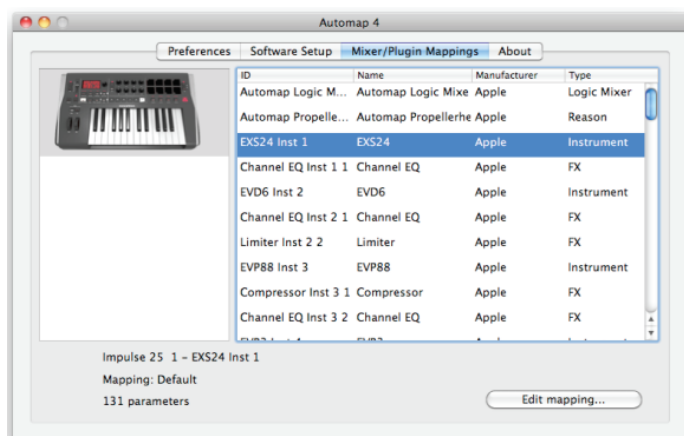 Automap 4
Preferences Software Setup Mixer/Plugin Mappings About
ID Name Manufacturer Type
Automap Logic M... Automap Logic Mixe Apple Logic Mixer
Automap Propelle... Automap Propellerhe Apple Reason
EXS24 Inst 1 EXS24 Apple Instrument
Channel EQ Inst 1 1 Channel EQ Apple FX
EVD6 Inst 2 EVD6 Apple Instrument
Channel EQ Inst 2 1 Channel EQ Apple FX
Limiter Inst 2 2 Limiter Apple FX
EVP88 Inst 3 EVP88 Apple Instrument
Compressor Inst 3 1 Compressor Apple FX
Channel EQ Inst 3 2 Channel EQ Apple FX
Impulse 25 1 – EXS24 Inst 1
Mapping: Default
131 parameters
Edit mapping...